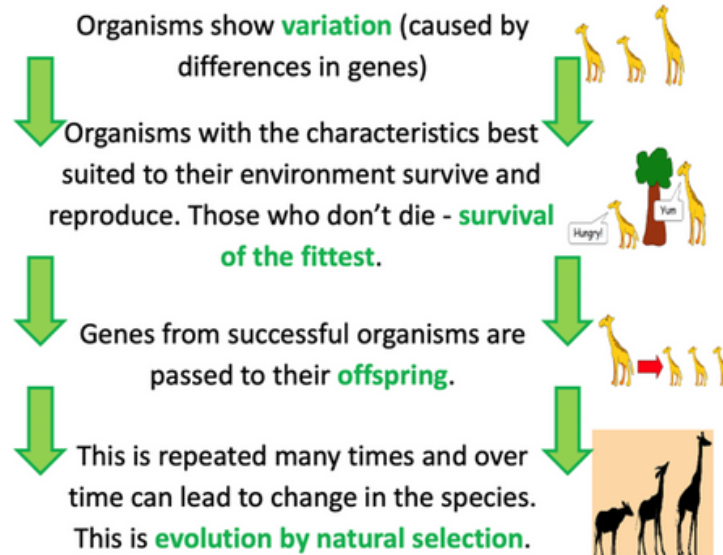 Organisms show variation (caused by
differences in genes)
Organisms with the characteristics best
suited to their environment survive and
reproduce. Those who don't die - survival
of the fittest.
Hungry!
Yum
Genes from successful organisms are
passed to their offspring.
This is repeated many times and over
time can lead to change in the species.
This is evolution by natural selection.